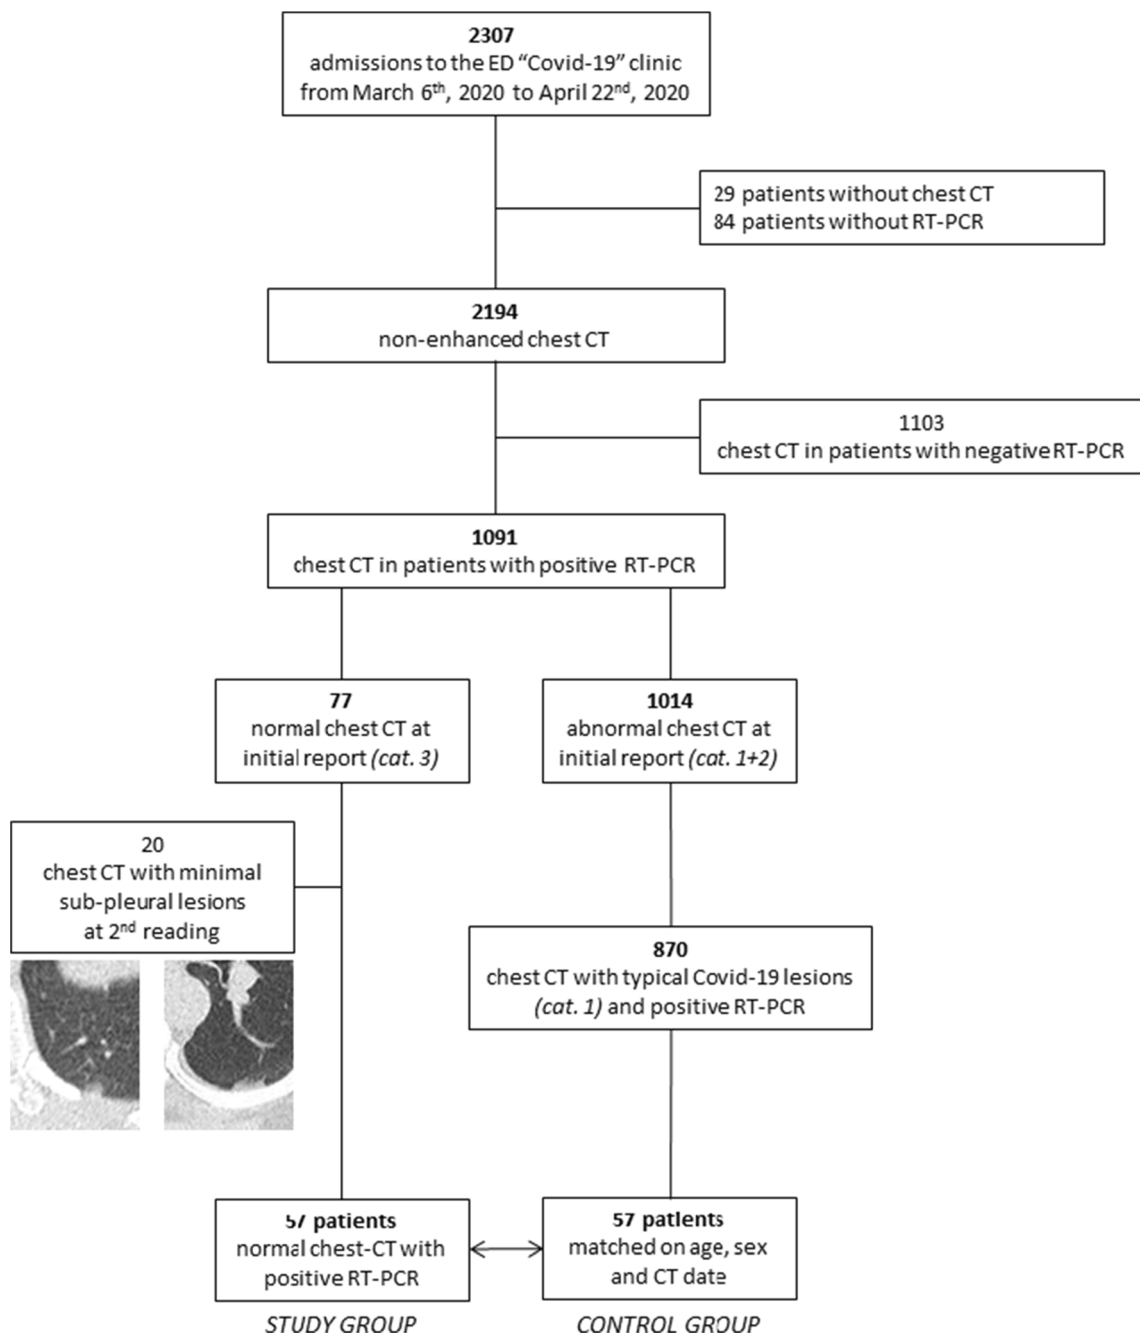 2307
admissions to the ED “Covid-19” clinic
from March 6th, 2020 to April 22nd, 2020
29 patients without chest CT
84 patients without RT-PCR
2194
non-enhanced chest CT
1103
chest CT in patients with negative RT-PCR
1091
chest CT in patients with positive RT-PCR
77
normal chest CT at
initial report (cat. 3)
1014
abnormal chest CT at
initial report (cat. 1+2)
20
chest CT with minimal
sub-pleural lesions
at 2nd reading
870
chest CT with typical Covid-19 lesions
(cat. 1) and positive RT-PCR
57 patients
normal chest-CT with
positive RT-PCR
57 patients
matched on age, sex
and CT date
STUDY GROUP
CONTROL GROUP